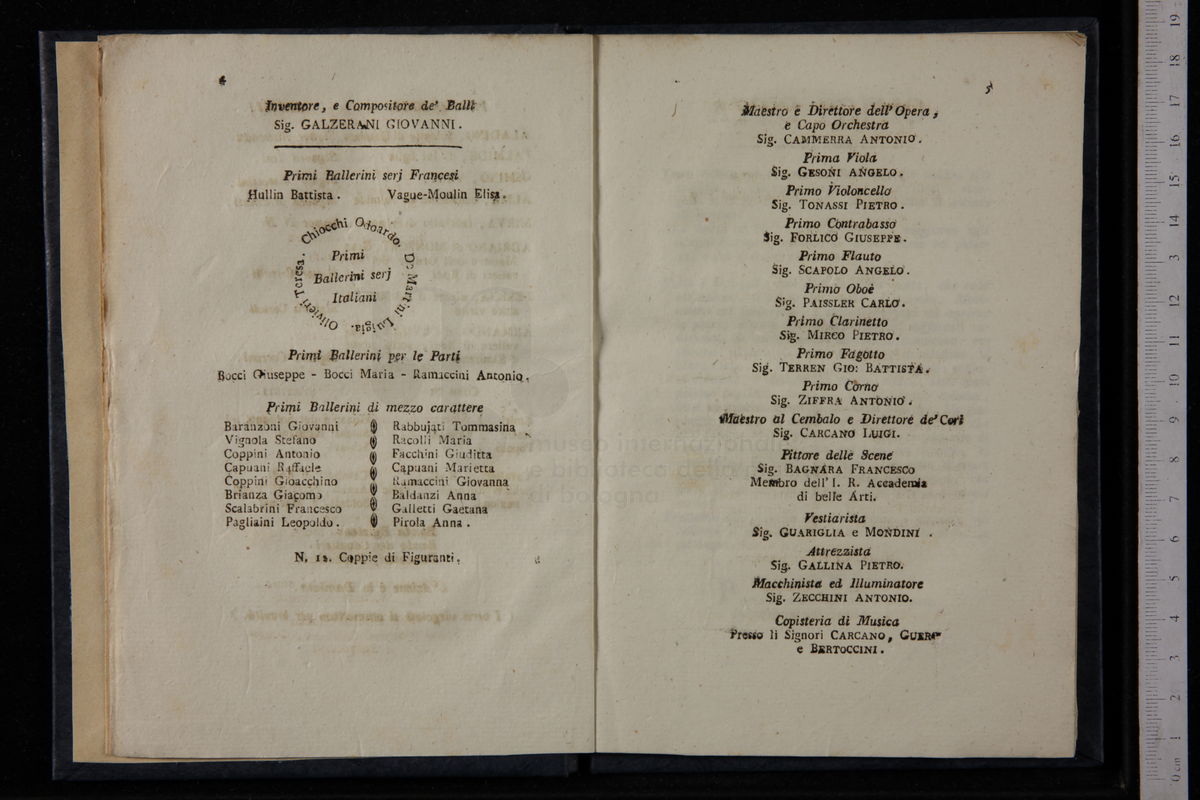 4
Inventore, e Compositore de' Balli
Sig. GALZERANI GIOVANNI.
Primi Ballerini serj Francesi
Hullin Battista. Vague-Moulin Elisa.
Chiocchi Odoardo. De Martini Luigia. Olivieri Teresa.
Primi
Ballerini serj
Italiani
Primi Ballerini per le Parti
Bocci Giuseppe - Bocci Maria - Ramaccini Antonio.
Primi Ballerini di mezzo carattere
Baranzoni Giovanni Rabbujati Tommasina
Vignola Stefano Racolli Maria
Coppini Antonio Facchini Giuditta
Capuani Raffaele Capuani Marietta
Coppini Gioacchino Ramaccini Giovanna
Brianza Giacomo Baldanzi Anna
Scalabrini Francesco Galletti Gaetana
Pagliaini Leopoldo. Pirola Anna.
N. 12. Coppie di Figuranti.
5
Maestro e Direttore dell' Opera,
e Capo Orchestra
Sig. CAMMERRA ANTONIO.
Prima Viola
Sig. GESONI ANGELO.
Primo Violoncello
Sig. TONASSI PIETRO.
Primo Contrabasso
Sig. FORLICO GIUSEPPE.
Primo Flauto
Sig. SCAPOLO ANGELO.
Primo Oboè
Sig. PAISSLER CARLO.
Primo Clarinetto
Sig. MIRCO PIETRO.
Primo Fagotto
Sig. TERREN GIO: BATTISTA.
Primo Corno
Sig. ZIFFRA ANTONIO.
Maestro al Cembalo e Direttore de' Cori
Sig. CARCANO LUIGI.
Pittore delle Scene
Sig. BAGNARA FRANCESCO
Membro dell' I. R. Accademia
di belle Arti.
Vestiarista
Sig. GUARIGLIA e MONDINI.
Attrezzista
Sig. GALLINA PIETRO.
Macchinista ed Illuminatore
Sig. ZECCHINI ANTONIO.
Copisteria di Musica
Presso li Signori CARCANO,
e BERTOCCINI.
museo internazionale
e biblioteca della
di bologna